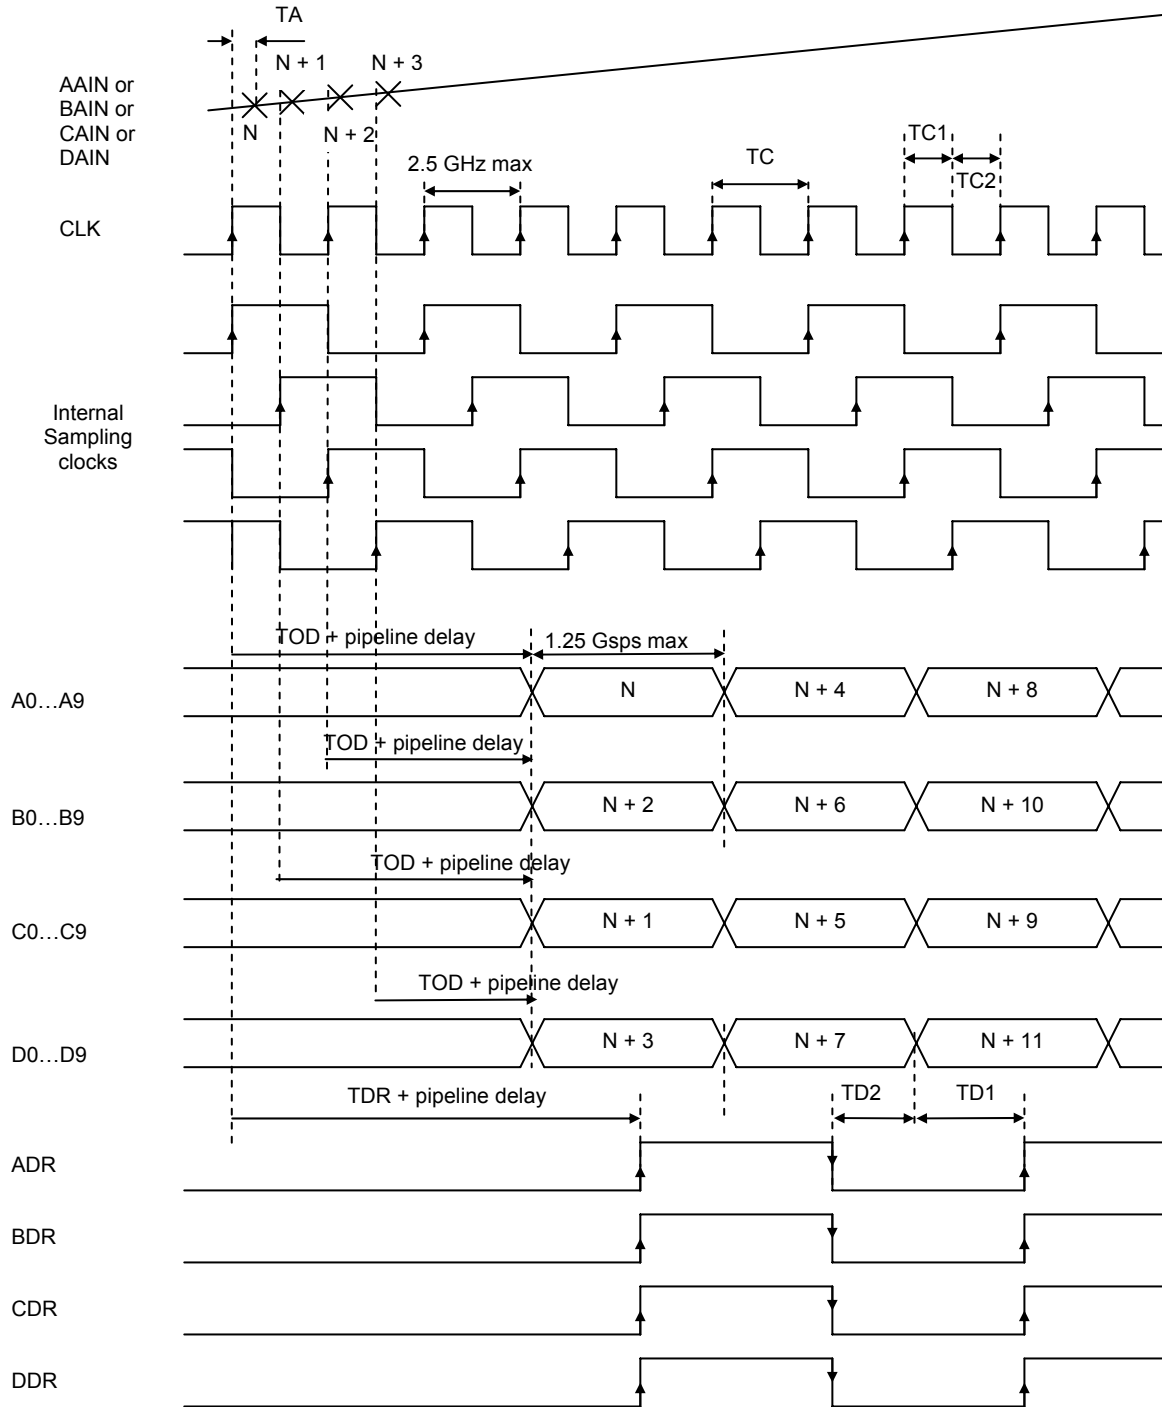 TA
N + 1
N + 3
AAIN or
BAIN or
CAIN or
DAIN
N
N + 2
2.5 GHz max
TC
TC1
TC2
CLK
Internal
Sampling
clocks
TOD + pipeline delay
1.25 Gsps max
A0…A9
N
N + 4
N + 8
TOD + pipeline delay
B0…B9
N + 2
N + 6
N + 10
TOD + pipeline delay
C0…C9
N + 1
N + 5
N + 9
TOD + pipeline delay
D0…D9
N + 3
N + 7
N + 11
TDR + pipeline delay
TD2
TD1
ADR
BDR
CDR
DDR